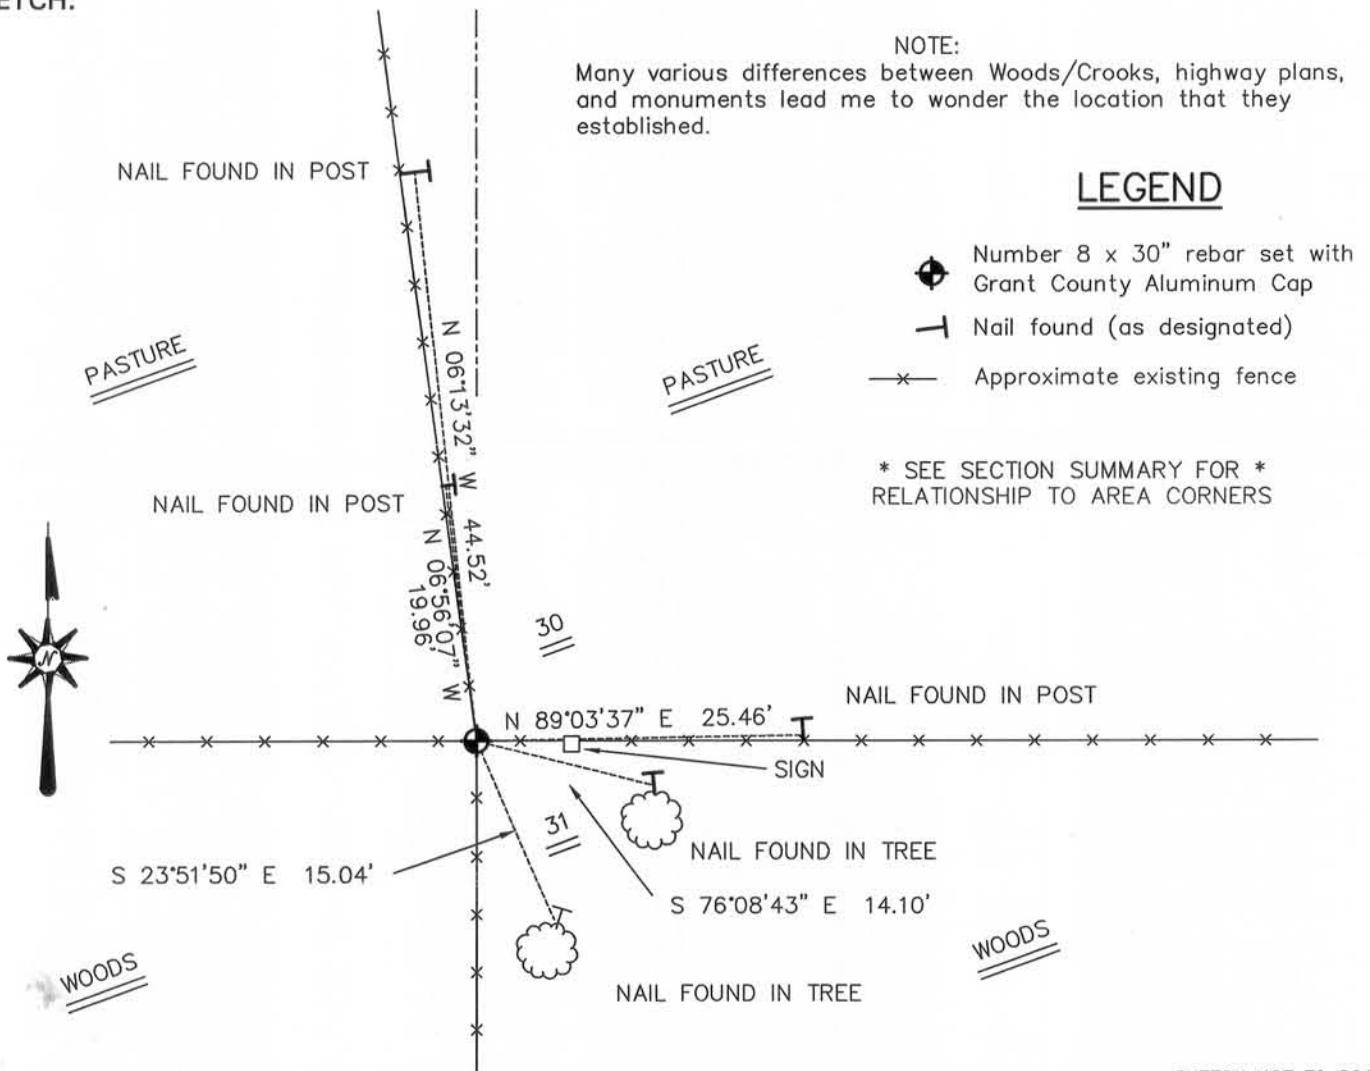 NOTE:
Many various differences between Woods/Crooks, highway plans,
and monuments lead me to wonder the location that they
established.
NAIL FOUND IN POST
LEGEND
Number 8 x 30" rebar set with
Grant County Aluminum Cap
Nail found (as designated)
Approximate existing fence
PASTURE
PASTURE
N 06°13'32" W 44.52'
* SEE SECTION SUMMARY FOR *
RELATIONSHIP TO AREA CORNERS
NAIL FOUND IN POST
N 06°56'07" W
19.96'
30
N
NAIL FOUND IN POST
N 89°03'37" E 25.46'
SIGN
31
NAIL FOUND IN TREE
S 23°51'50" E 15.04'
S 76°08'43" E 14.10'
WOODS
WOODS
NAIL FOUND IN TREE